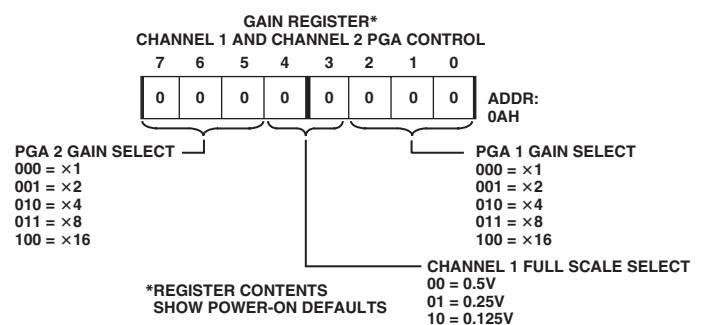 GAIN REGISTER*
CHANNEL 1 AND CHANNEL 2 PGA CONTROL
7 6 5 4 3 2 1 0
0 0 0 0 0 0 0 0
ADDR:
0AH
PGA 2 GAIN SELECT
000 = ×1
001 = ×2
010 = ×4
011 = ×8
100 = ×16
PGA 1 GAIN SELECT
000 = ×1
001 = ×2
010 = ×4
011 = ×8
100 = ×16
CHANNEL 1 FULL SCALE SELECT
00 = 0.5V
01 = 0.25V
10 = 0.125V
*REGISTER CONTENTS
SHOW POWER-ON DEFAULTS